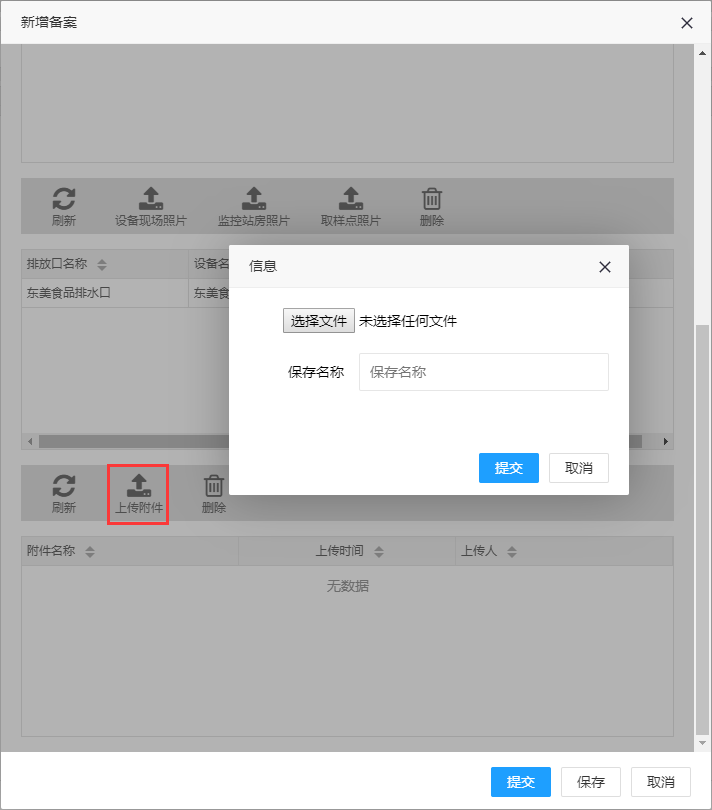 新增备案
刷新 设备现场照片 监控站房照片 取样点照片 删除
排放口名称 设备名
东美食品排水口 东美食
信息
选择文件 未选择任何文件
保存名称 保存名称
提交 取消
刷新 上传附件 删除
附件名称 上传时间 上传人
无数据
提交 保存 取消